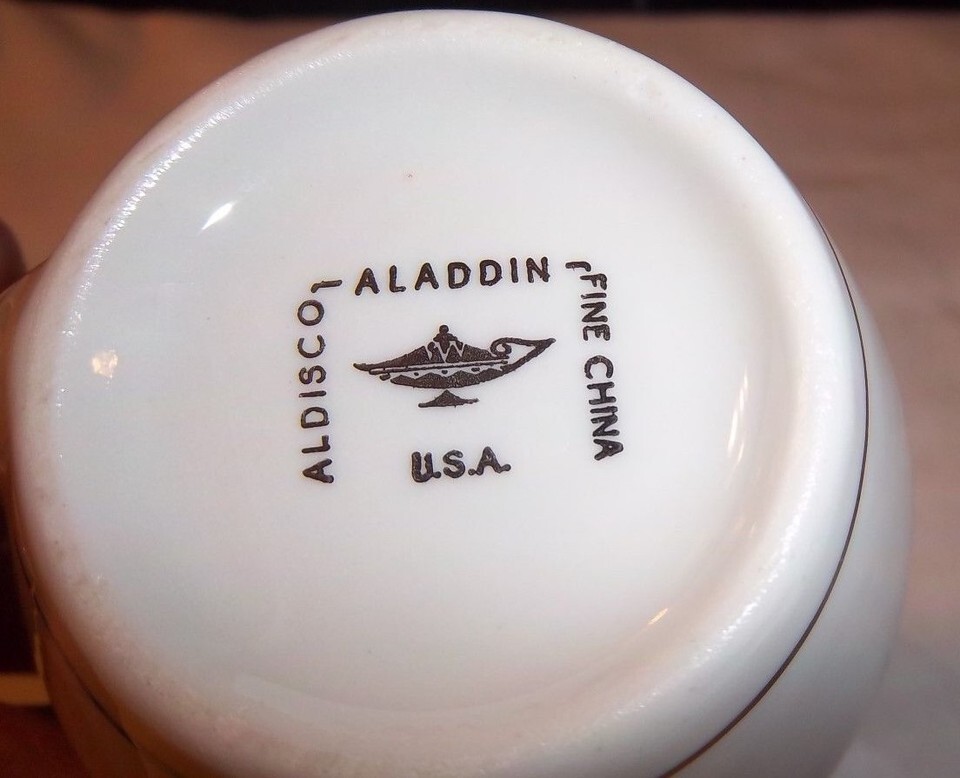 ALDISCO
ALADDIN
FINE CHINA
W
U.S.A.